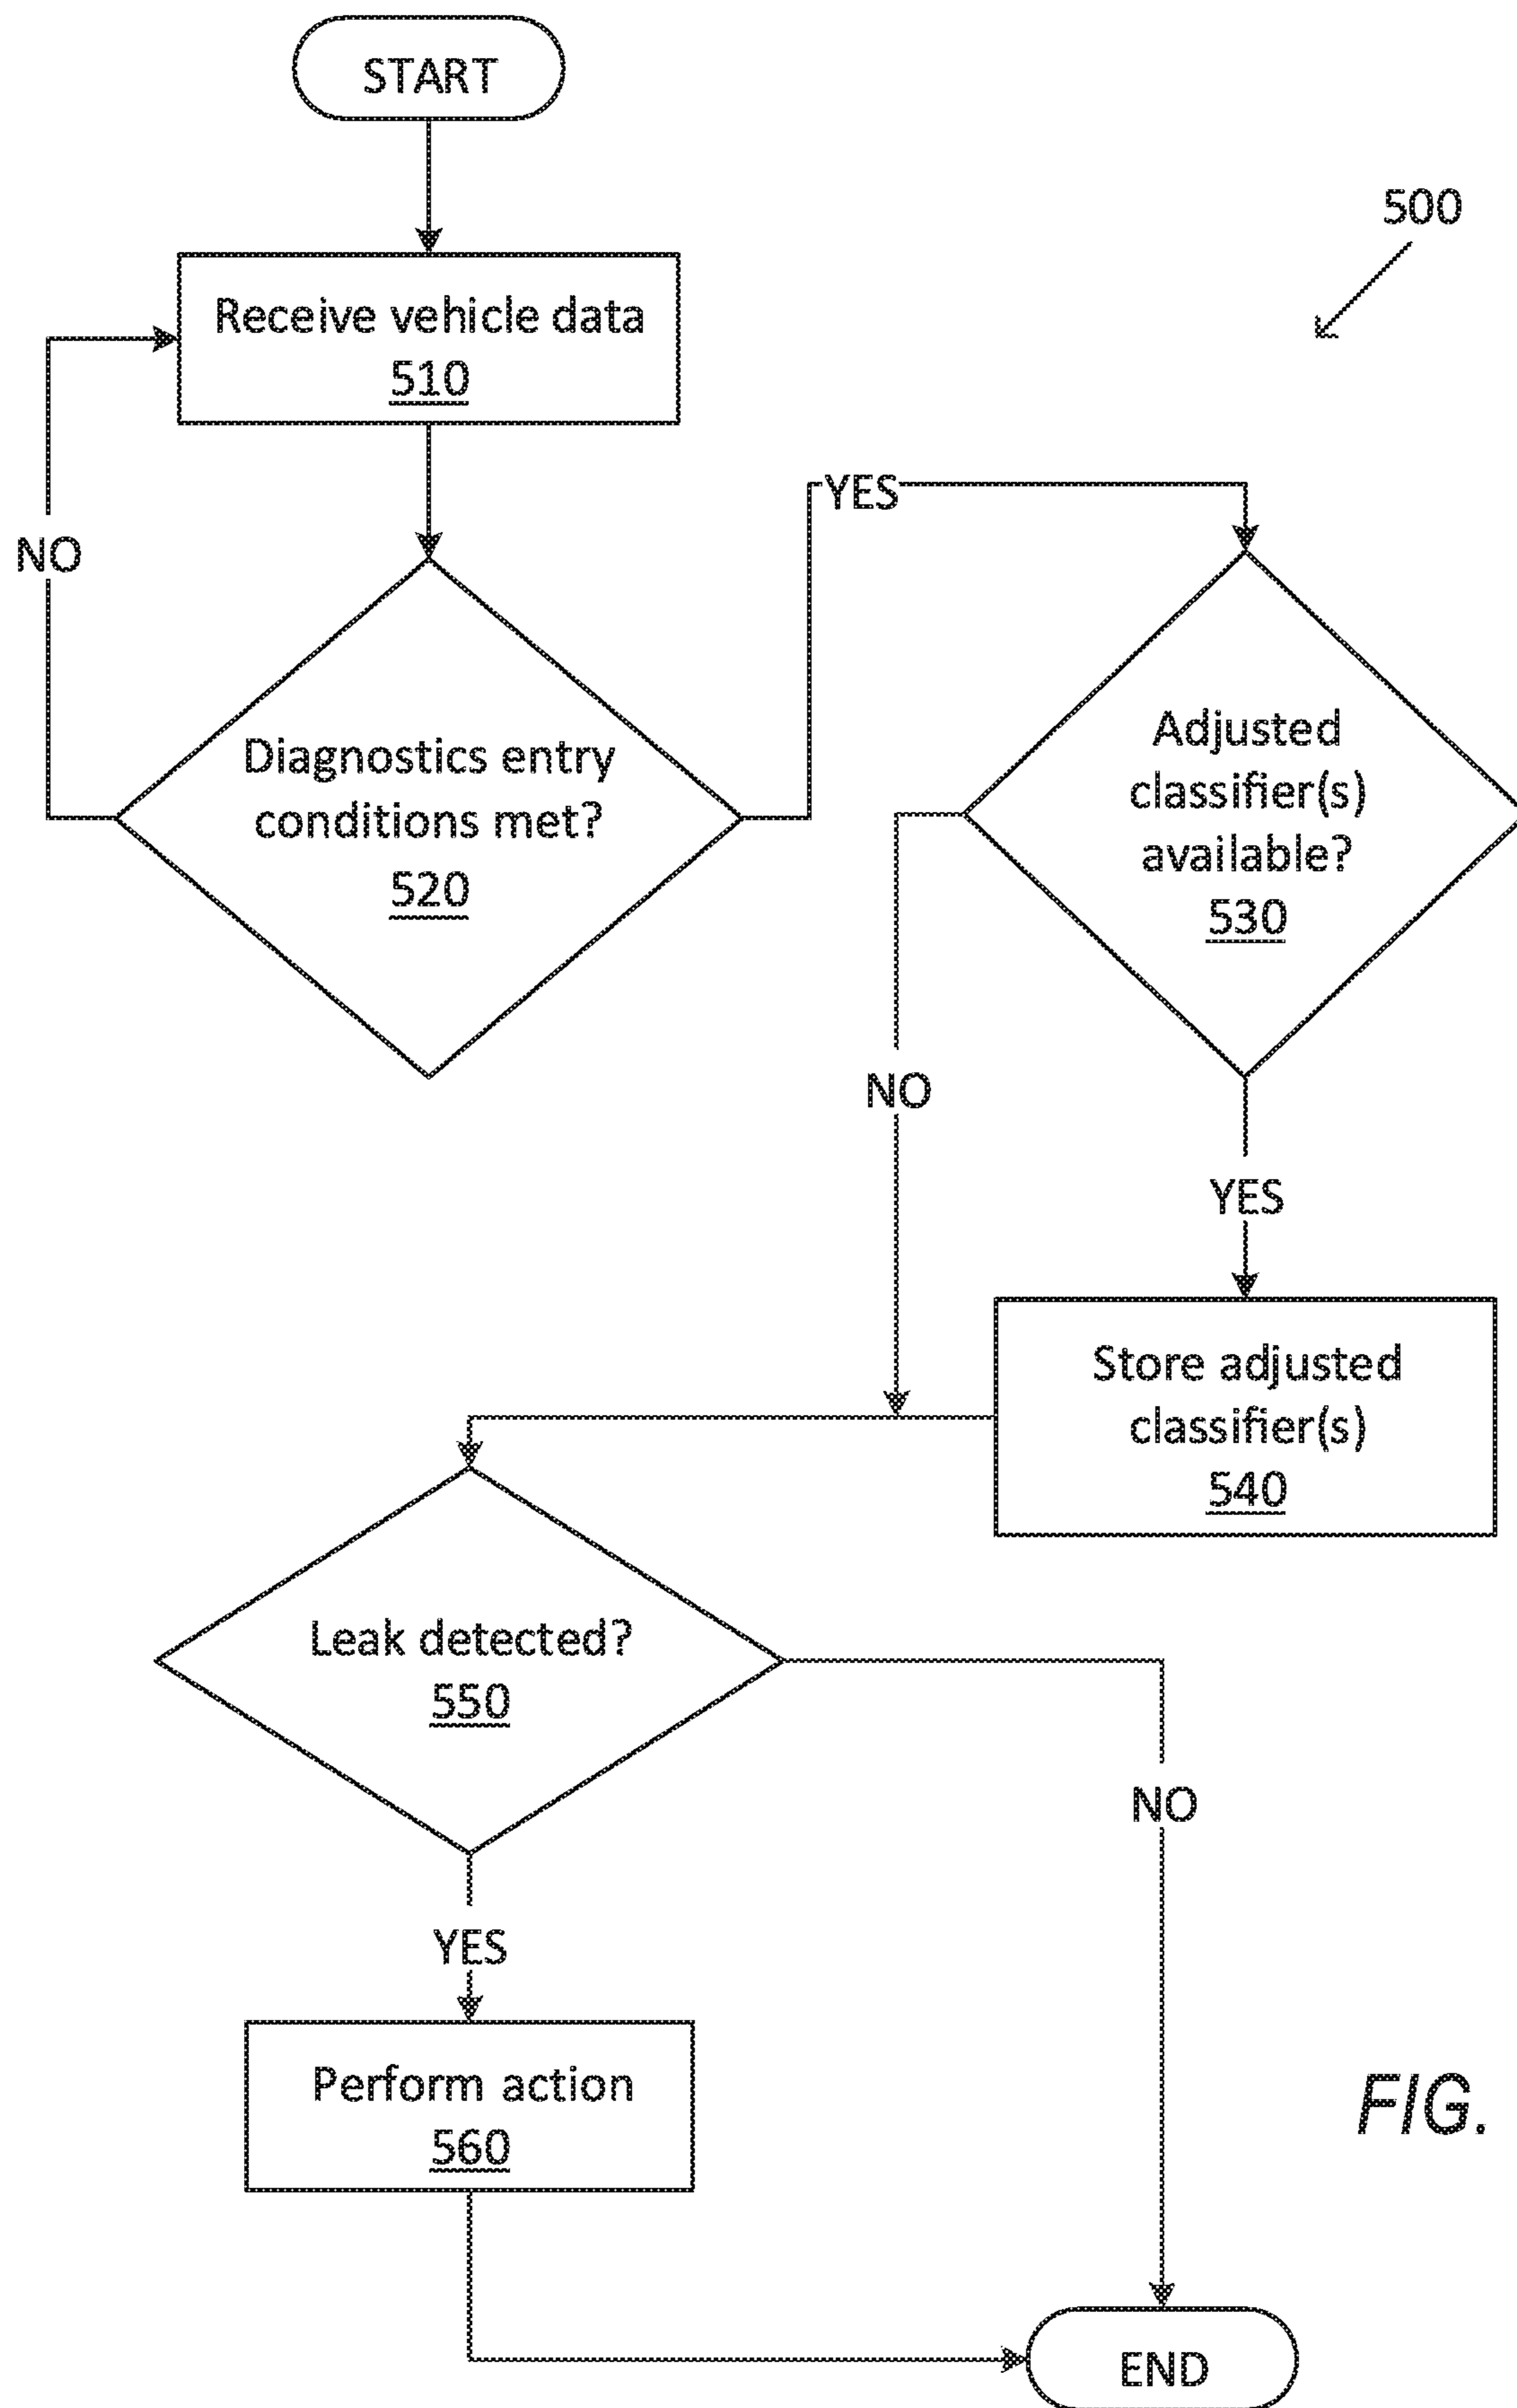 START
500
Receive vehicle data
510
YES
NO
Diagnostics entry
conditions met?
520
Adjusted
classifier(s)
available?
530
NO
YES
Store adjusted
classifier(s)
540
Leak detected?
550
NO
YES
Perform action
560
FIG.
END